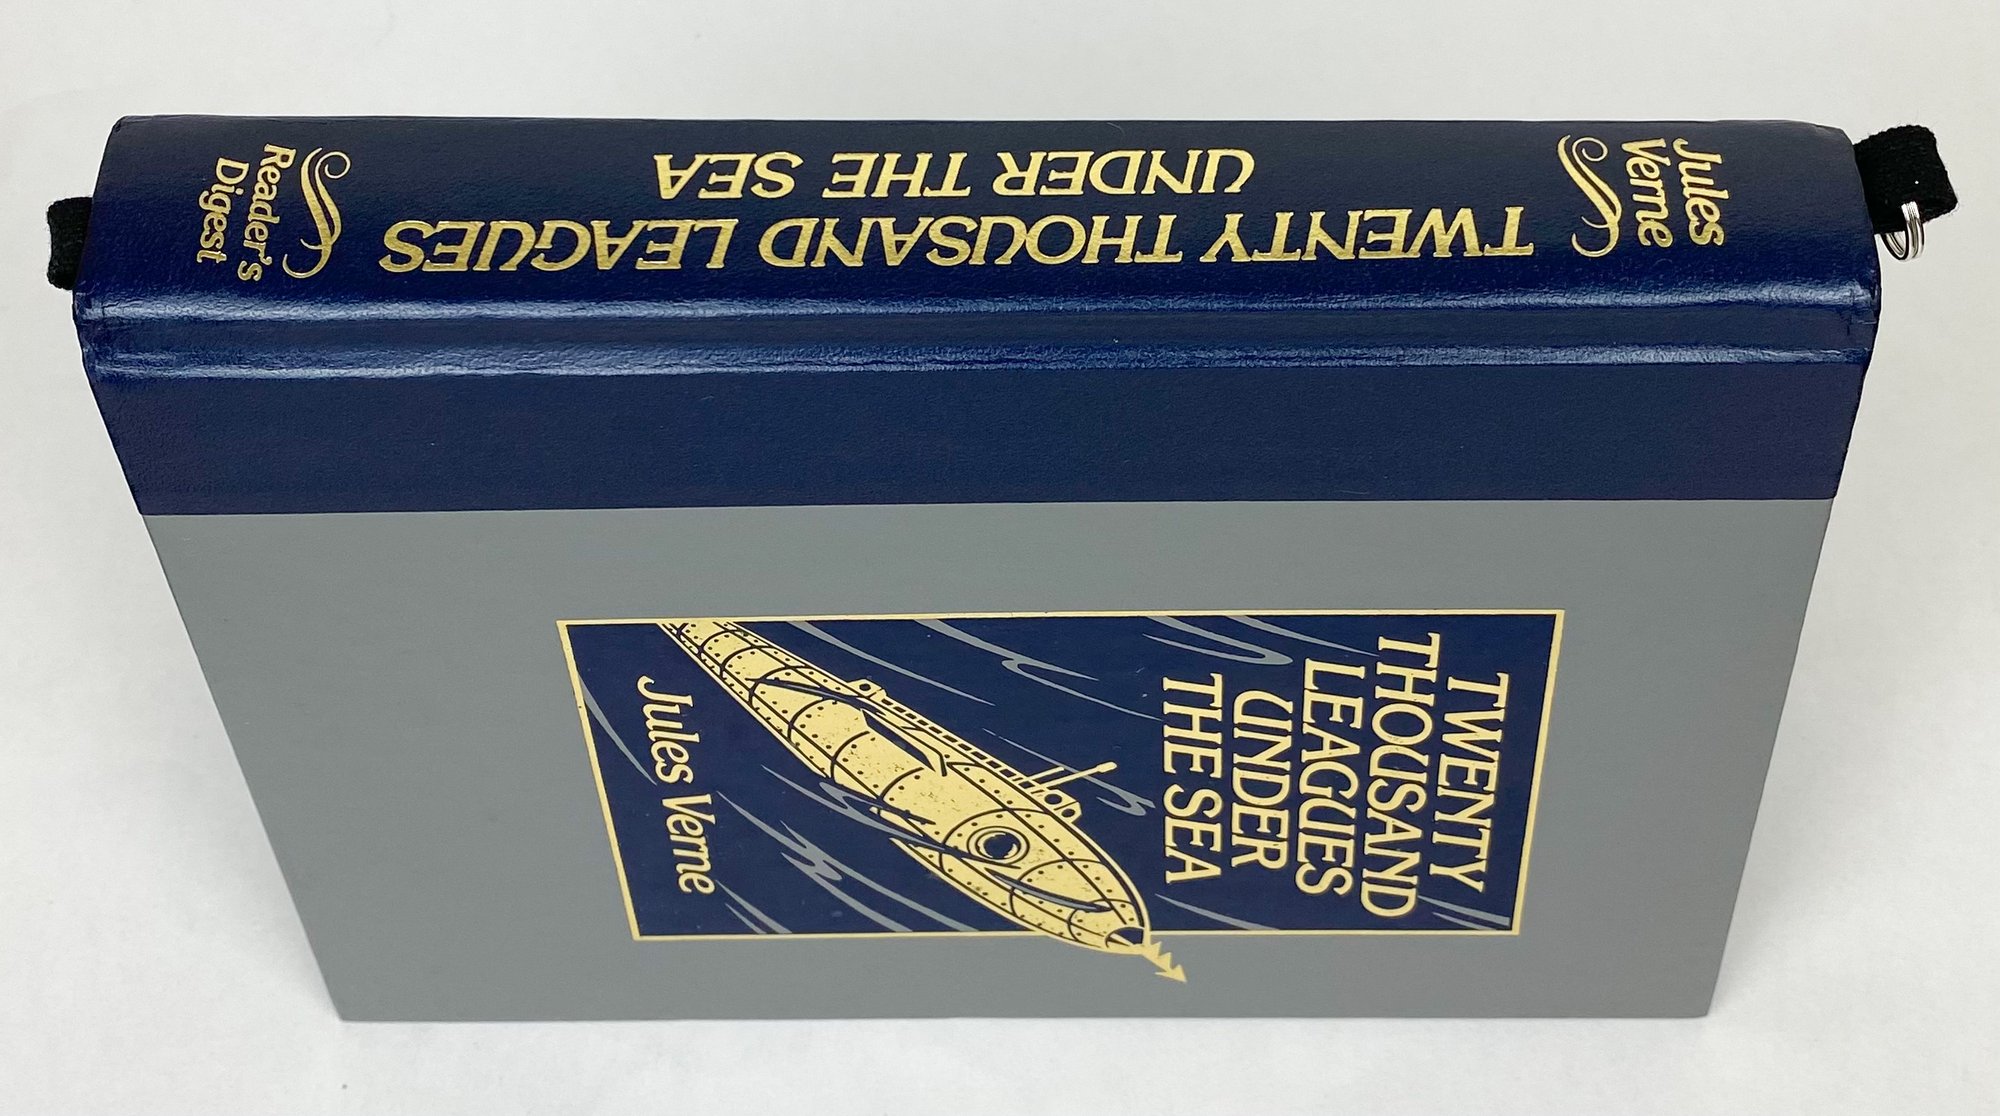 Jules
Verne
TWENTY THOUSAND LEAGUES
UNDER THE SEA
Reader's
Digest
TWENTY
THOUSAND
LEAGUES
UNDER
THE SEA
Jules Verne